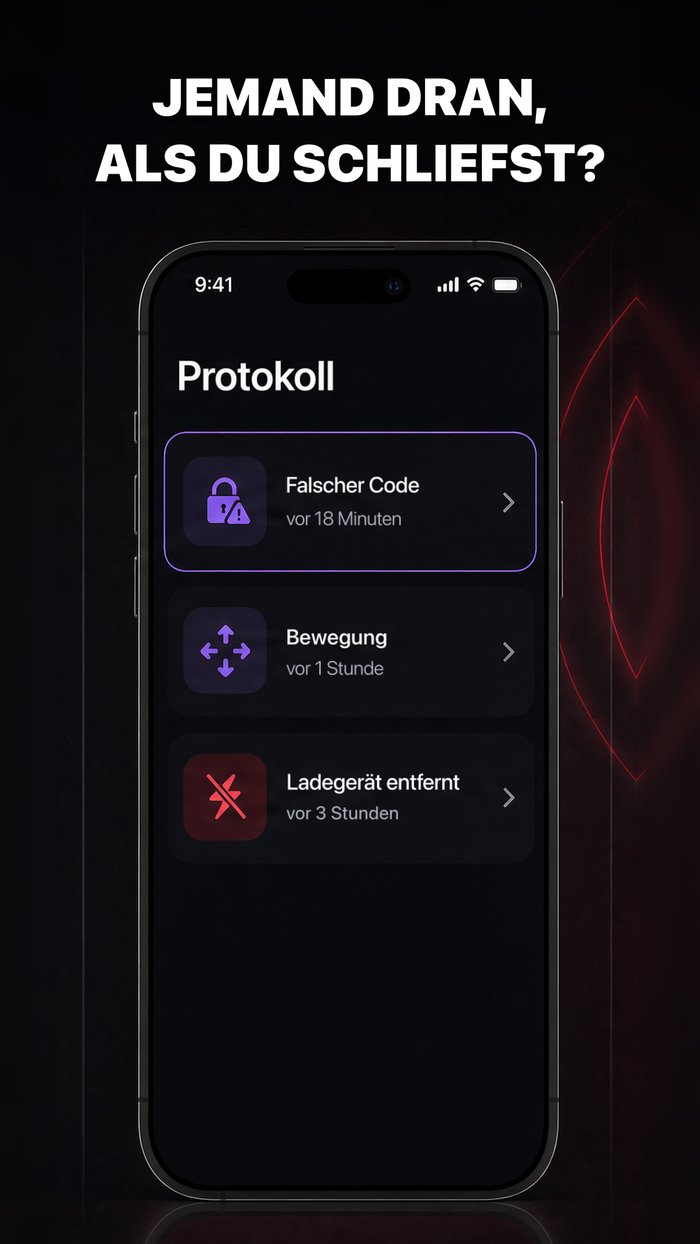 JEMAND DRAN,
ALS DU SCHLIEFST?
9:41
Protokoll
Falscher Code
vor 18 Minuten
Bewegung
vor 1 Stunde
Ladegerät entfernt
vor 3 Stunden